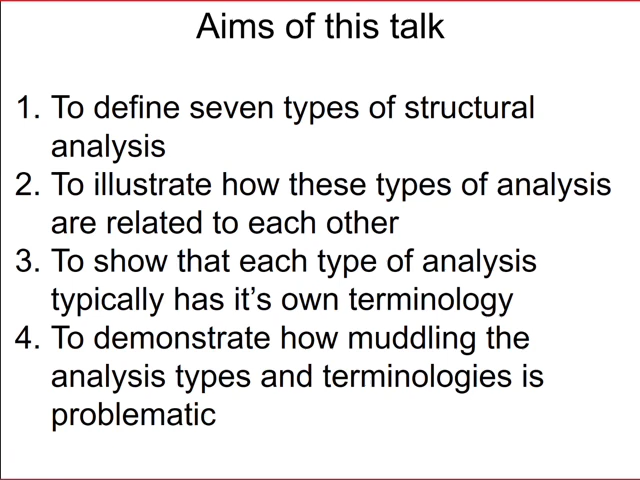 Aims of this talk
1. To define seven types of structural
analysis
2. To illustrate how these types of analysis
are related to each other
3. To show that each type of analysis
typically has it’s own terminology
4. To demonstrate how muddling the
analysis types and terminologies is
problematic